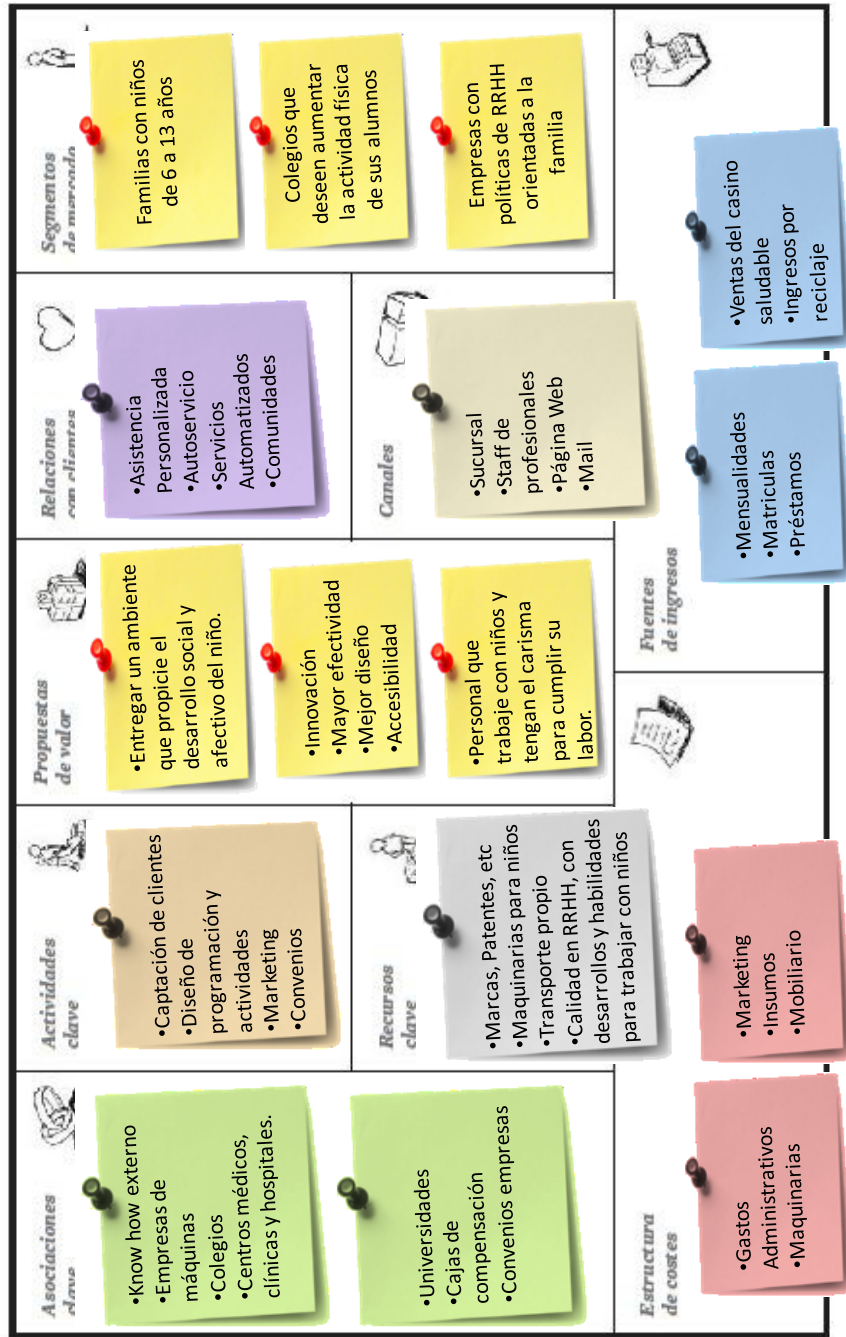 Asociaciones
clave
•Know how externo
•Empresas de
máquinas
•Colegios
•Centros médicos,
clínicas y hospitales.
•Universidades
•Cajas de
compensación
•Convenios empresas
Actividades
clave
•Captación de clientes
•Diseño de
programación y
actividades
•Marketing
•Convenios
Recursos
clave
•Marcas, Patentes, etc
•Maquinarias para niños
•Transporte propio
•Calidad en RRHH, con
desarrollos y habilidades
para trabajar con niños
Propuestas
de valor
•Entregar un ambiente
que propicie el
desarrollo social y
afectivo del niño.
•Innovación
•Mayor efectividad
•Mejor diseño
•Accesibilidad
•Personal que
trabaje con niños y
tengan el carisma
para cumplir su
labor.
Relaciones
con clientes
•Asistencia
Personalizada
•Autoservicio
•Servicios
Automatizados
•Comunidades
Canales
•Sucursal
•Staff de
profesionales
•Página Web
•Mail
Segmentos
de mercado
Familias con niños
de 6 a 13 años
Colegios que
deseen aumentar
la actividad física
de sus alumnos
Empresas con
políticas de RRHH
orientadas a la
familia
Estructura
de costes
•Gastos
Administrativos
•Maquinarias
•Marketing
•Insumos
•Mobiliario
Fuentes
de ingresos
•Mensualidades
•Matriculas
•Préstamos
•Ventas del casino
saludable
•Ingresos por
reciclaje